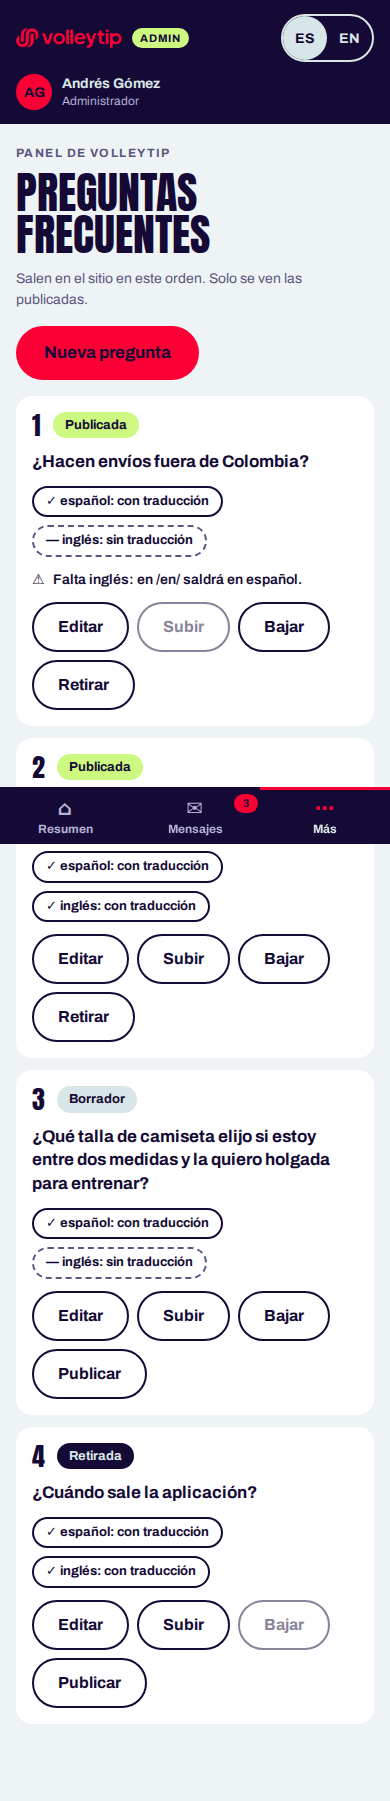 volleytip ADMIN
ES EN
AG Andrés Gómez
Administrador
PANEL DE VOLLEYTIP
PREGUNTAS
FRECUENTES
Salen en el sitio en este orden. Solo se ven las
publicadas.
Nueva pregunta
1 Publicada
¿Hacen envíos fuera de Colombia?
✓ español: con traducción
— inglés: sin traducción
⚠ Falta inglés: en /en/ saldrá en español.
Editar Subir Bajar
Retirar
2 Publicada
⌂ ✉ 3 ···
Resumen Mensajes Más
✓ español: con traducción
✓ inglés: con traducción
Editar Subir Bajar
Retirar
3 Borrador
¿Qué talla de camiseta elijo si estoy
entre dos medidas y la quiero holgada
para entrenar?
✓ español: con traducción
— inglés: sin traducción
Editar Subir Bajar
Publicar
4 Retirada
¿Cuándo sale la aplicación?
✓ español: con traducción
✓ inglés: con traducción
Editar Subir Bajar
Publicar